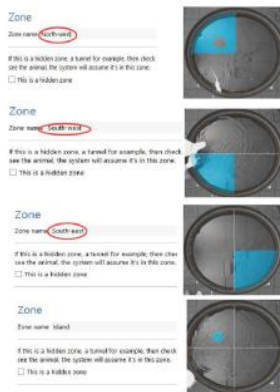 Zone
Zone name North-west
If this is a hidden zone, a tunnel for example, then check
see the animal, the system will assume it's in this zone.
This is a hidden zone
Zone
Zone name South-west
If this is a hidden zone, a tunnel for example, then check
see the animal, the system will assume it's in this zone.
This is a hidden zone
Zone
Zone name South-east
If this is a hidden zone, a tunnel for example, then chec
see the animal, the system will assume it's in this zone.
This is a hidden zone
Zone
Zone name island
If this is a hidden zone, a tunnel for example, then check
see the animal, the system will assume it's in this zone.
This is a hidden zone